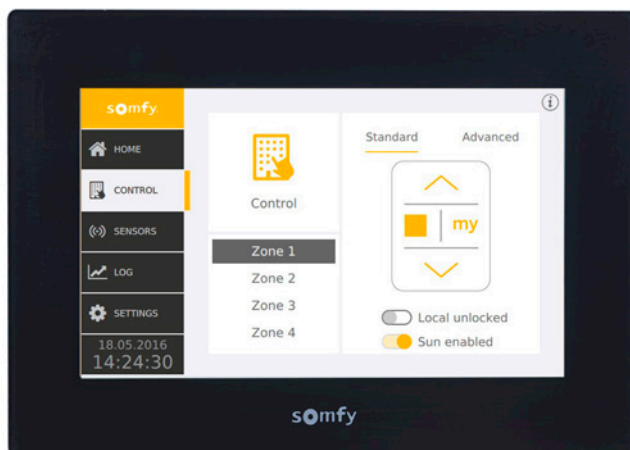 somfy.
HOME
CONTROL
SENSORS
LOG
SETTINGS
18.05.2016
14:24:30
Control
Zone 1
Zone 2
Zone 3
Zone 4
i
Standard
Advanced
my
Local unlocked
Sun enabled
somfy